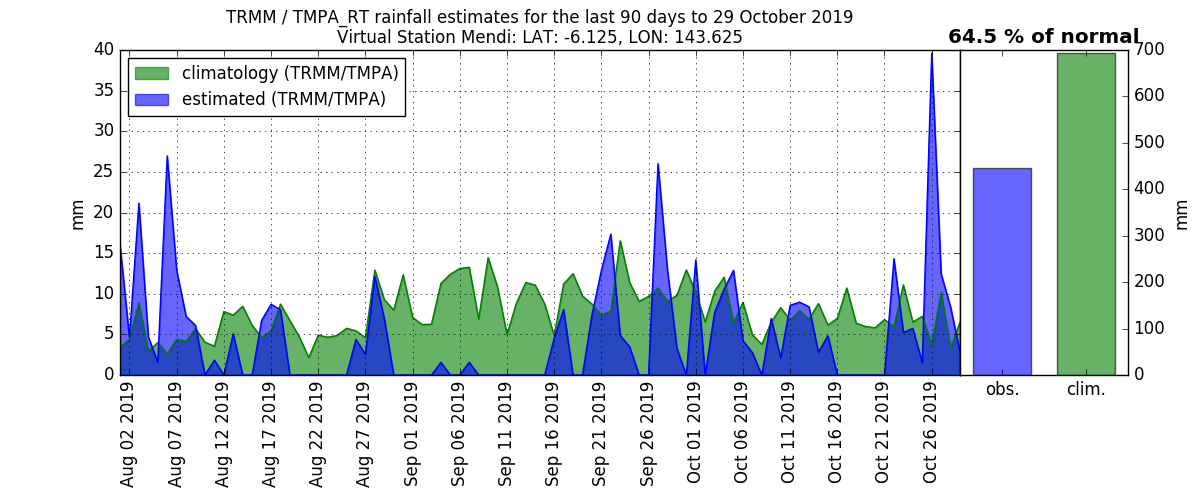 TRMM / TMPA_RT rainfall estimates for the last 90 days to 29 October 2019
Virtual Station Mendi: LAT: -6.125, LON: 143.625
64.5 % of normal
climatology (TRMM/TMPA)
estimated (TRMM/TMPA)
mm
40
35
30
25
20
15
10
5
0
Aug 02 2019
Aug 07 2019
Aug 12 2019
Aug 17 2019
Aug 22 2019
Aug 29 2019
Sep 01 2019
Sep 06 2019
Sep 11 2019
Sep 16 2019
Sep 21 2019
Sep 26 2019
Oct 01 2019
Oct 06 2019
Oct 11 2019
Oct 16 2019
Oct 21 2019
Oct 26 2019
obs.
clim.
700
600
500
400
300
200
100
0
mm